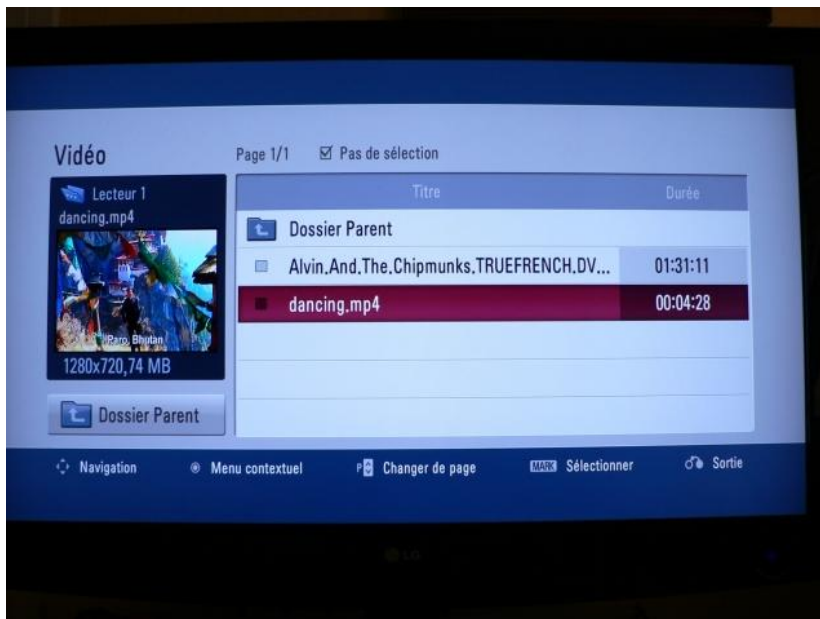 Vidéo
Page 1/1 Pas de sélection
Lecteur 1
dancing.mp4
Paro, Bhutan
1280x720,74 MB
Dossier Parent
Titre Durée
Dossier Parent
Alvin.And.The.Chipmunks.TRUEFRENCH.DV... 01:31:11
dancing.mp4 00:04:28
Navigation Menu contextuel P Changer de page MARK Sélectionner Sortie
LG